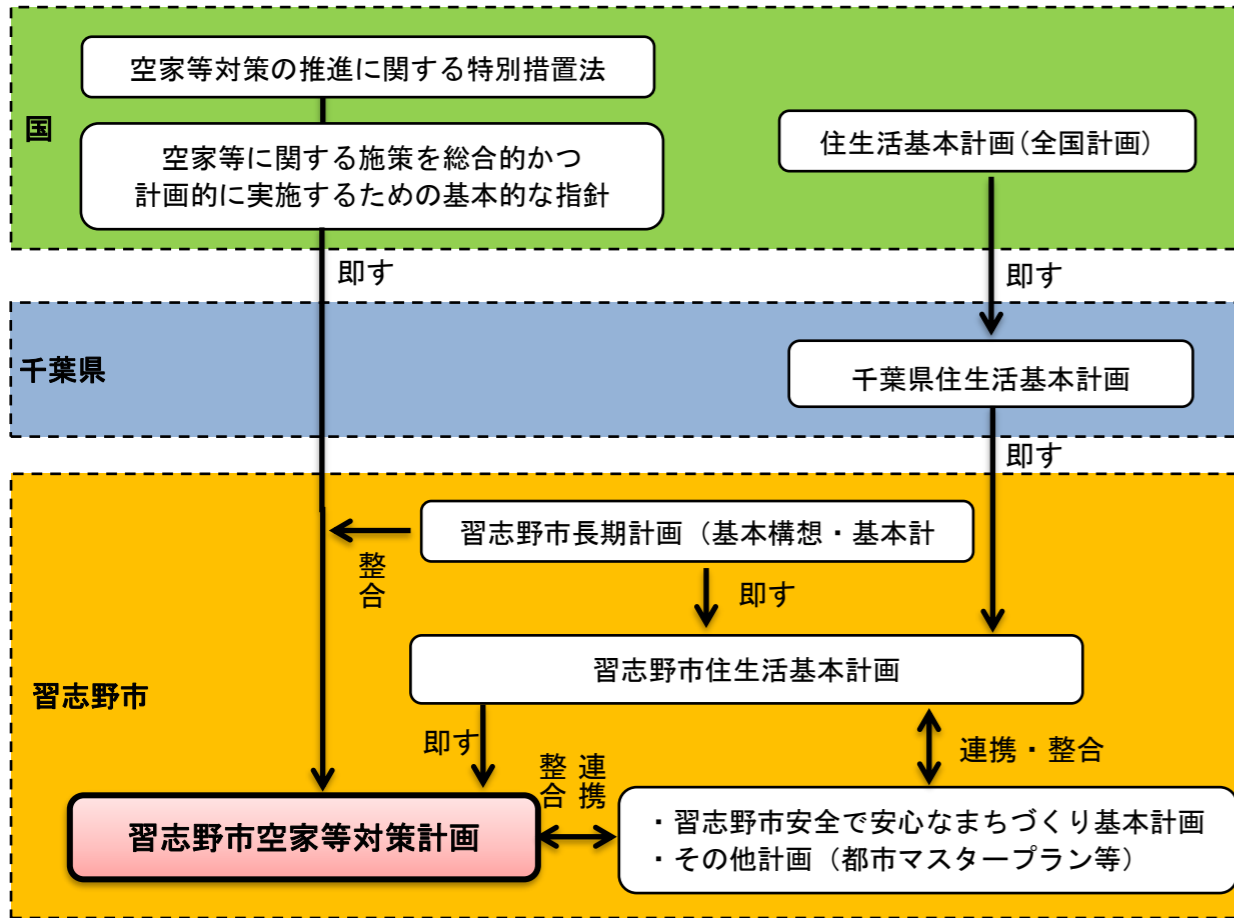 空家等対策の推進に関する特別措置法
国
空家等に関する施策を総合的かつ
計画的に実施するための基本的な指針
住生活基本計画(全国計画)
即す
即す
千葉県
千葉県住生活基本計画
即す
習志野市長期計画(基本構想・基本計
整合
即す
習志野市住生活基本計画
習志野市
即す
連携
整合
連携・整合
習志野市空家等対策計画
・習志野市安全で安心なまちづくり基本計画
・その他計画(都市マスタープラン等)